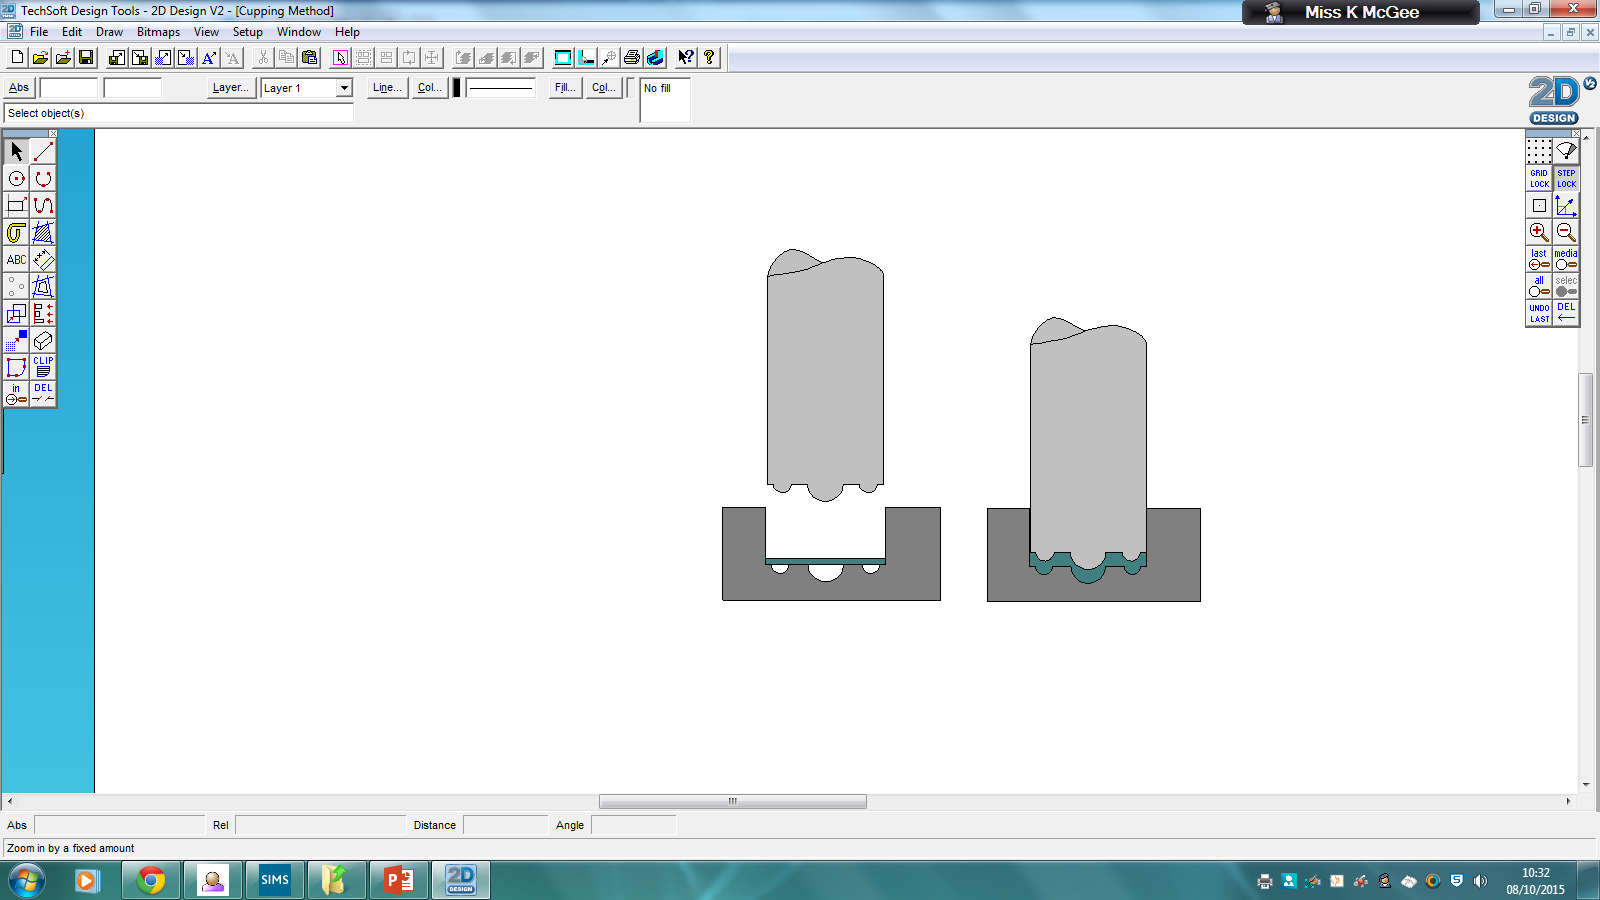 TechSoft Design Tools - 2D Design V2 - [Cupping Method]
Miss K McGee
File Edit Draw Bitmaps View Setup Window Help
Abs Layer... Layer 1 Line... Col... Fill... Col... No fill
2D V2
DESIGN
Select object(s)
GRID LOCK
STEP LOCK
ABC
last
media
all
selec
UNDO LAST
DEL
CLIP
in
DEL
Abs Rel Distance Angle
Zoom in by a fixed amount
SIMS
2D DESIGN
10:32
08/10/2015